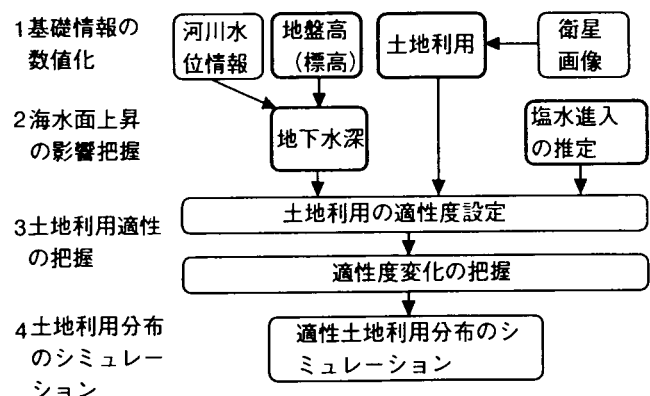 1基礎情報の
数値化
河川水
位情報
地盤高
(標高)
土地利用
衛星
画像
2海水面上昇
の影響把握
地下水深
塩水進入
の推定
3土地利用適性
の把握
土地利用の適性度設定
適性度変化の把握
4土地利用分布
のシミュレー
ション
適性土地利用分布のシ
ミュレーション